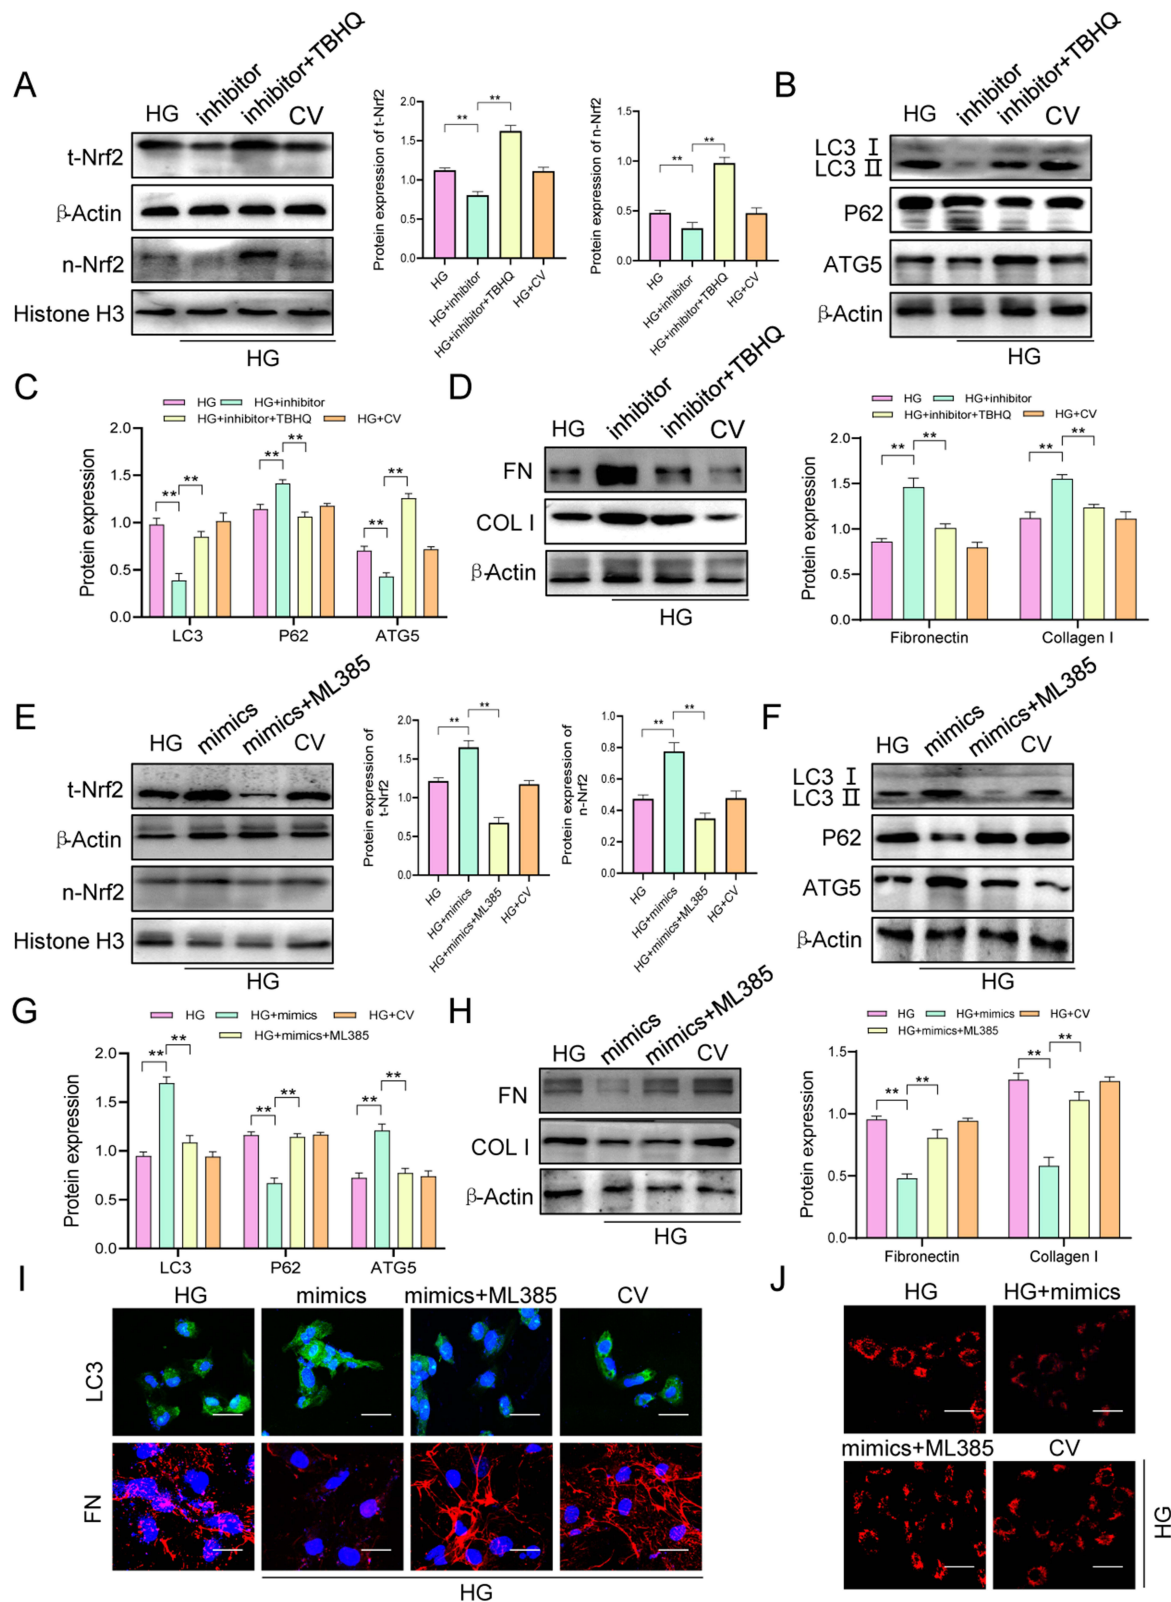 A
HG
inhibitor
inhibitor+TBHQ
CV
t-Nrf2
β-Actin
n-Nrf2
Histone H3
HG
Protein expression of t-Nrf2
2.0
1.5
1.0
0.5
0.0
**
**
HG
HG+inhibitor
HG+inhibitor+TBHQ
HG+CV
Protein expression of n-Nrf2
1.5
1.0
0.5
0.0
**
**
HG
HG+inhibitor
HG+inhibitor+TBHQ
HG+CV
B
HG
inhibitor
inhibitor+TBHQ
CV
LC3 I
LC3 II
P62
ATG5
β-Actin
HG
C
HG
HG+inhibitor
HG+inhibitor+TBHQ
HG+CV
Protein expression
2.0
1.5
1.0
0.5
0.0
**
**
**
**
**
**
LC3
P62
ATG5
D
HG
inhibitor
inhibitor+TBHQ
CV
FN
COL I
β-Actin
HG
HG
HG+inhibitor
HG+inhibitor+TBHQ
HG+CV
Protein expression
2.0
1.5
1.0
0.5
0.0
**
**
**
**
Fibronectin
Collagen I
E
HG
mimics
mimics+ML385
CV
t-Nrf2
β-Actin
n-Nrf2
Histone H3
HG
Protein expression of
t-Nrf2
2.0
1.5
1.0
0.5
0.0
**
**
HG
HG+mimics
HG+mimics+ML385
HG+CV
Protein expression of
n-Nrf2
1.0
0.8
0.6
0.4
0.2
0.0
**
**
HG
HG+mimics
HG+mimics+ML385
HG+CV
F
HG
mimics
mimics+ML385
CV
LC3 I
LC3 II
P62
ATG5
β-Actin
HG
G
HG
HG+mimics
HG+CV
HG+mimics+ML385
Protein expression
2.0
1.5
1.0
0.5
0.0
**
**
**
**
**
**
LC3
P62
ATG5
H
HG
mimics
mimics+ML385
CV
FN
COL I
β-Actin
HG
HG
HG+mimics
HG+CV
HG+mimics+ML385
Protein expression
1.5
1.0
0.5
0.0
**
**
**
**
Fibronectin
Collagen I
I
HG
mimics
mimics+ML385
CV
LC3
FN
HG
J
HG
HG+mimics
mimics+ML385
CV
HG